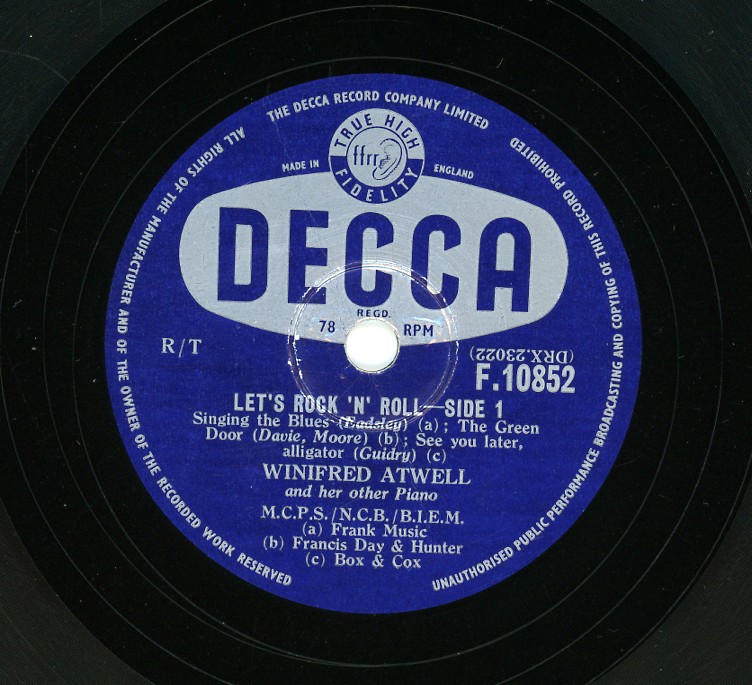 THE DECCA RECORD COMPANY LIMITED
ALL RIGHTS OF THE MANUFACTURER AND OF THE OWNER OF THE RECORDED WORK RESERVED
UNAUTHORISED PUBLIC PERFORMANCE BROADCASTING AND COPYING OF THIS RECORD PROHIBITED
TRUE HIGH
ffrr
FIDELITY
MADE IN ENGLAND
DECCA
REGD.
78 RPM
R/T
(DRX.23022)
F.10852
LET'S ROCK 'N' ROLL—SIDE 1
Singing the Blues (Eadsley) (a); The Green
Door (Davie, Moore) (b); See you later,
alligator (Guidry) (c)
WINIFRED ATWELL
and her other Piano
M.C.P.S./N.C.B./B.I.E.M.
(a) Frank Music
(b) Francis Day & Hunter
(c) Box & Cox